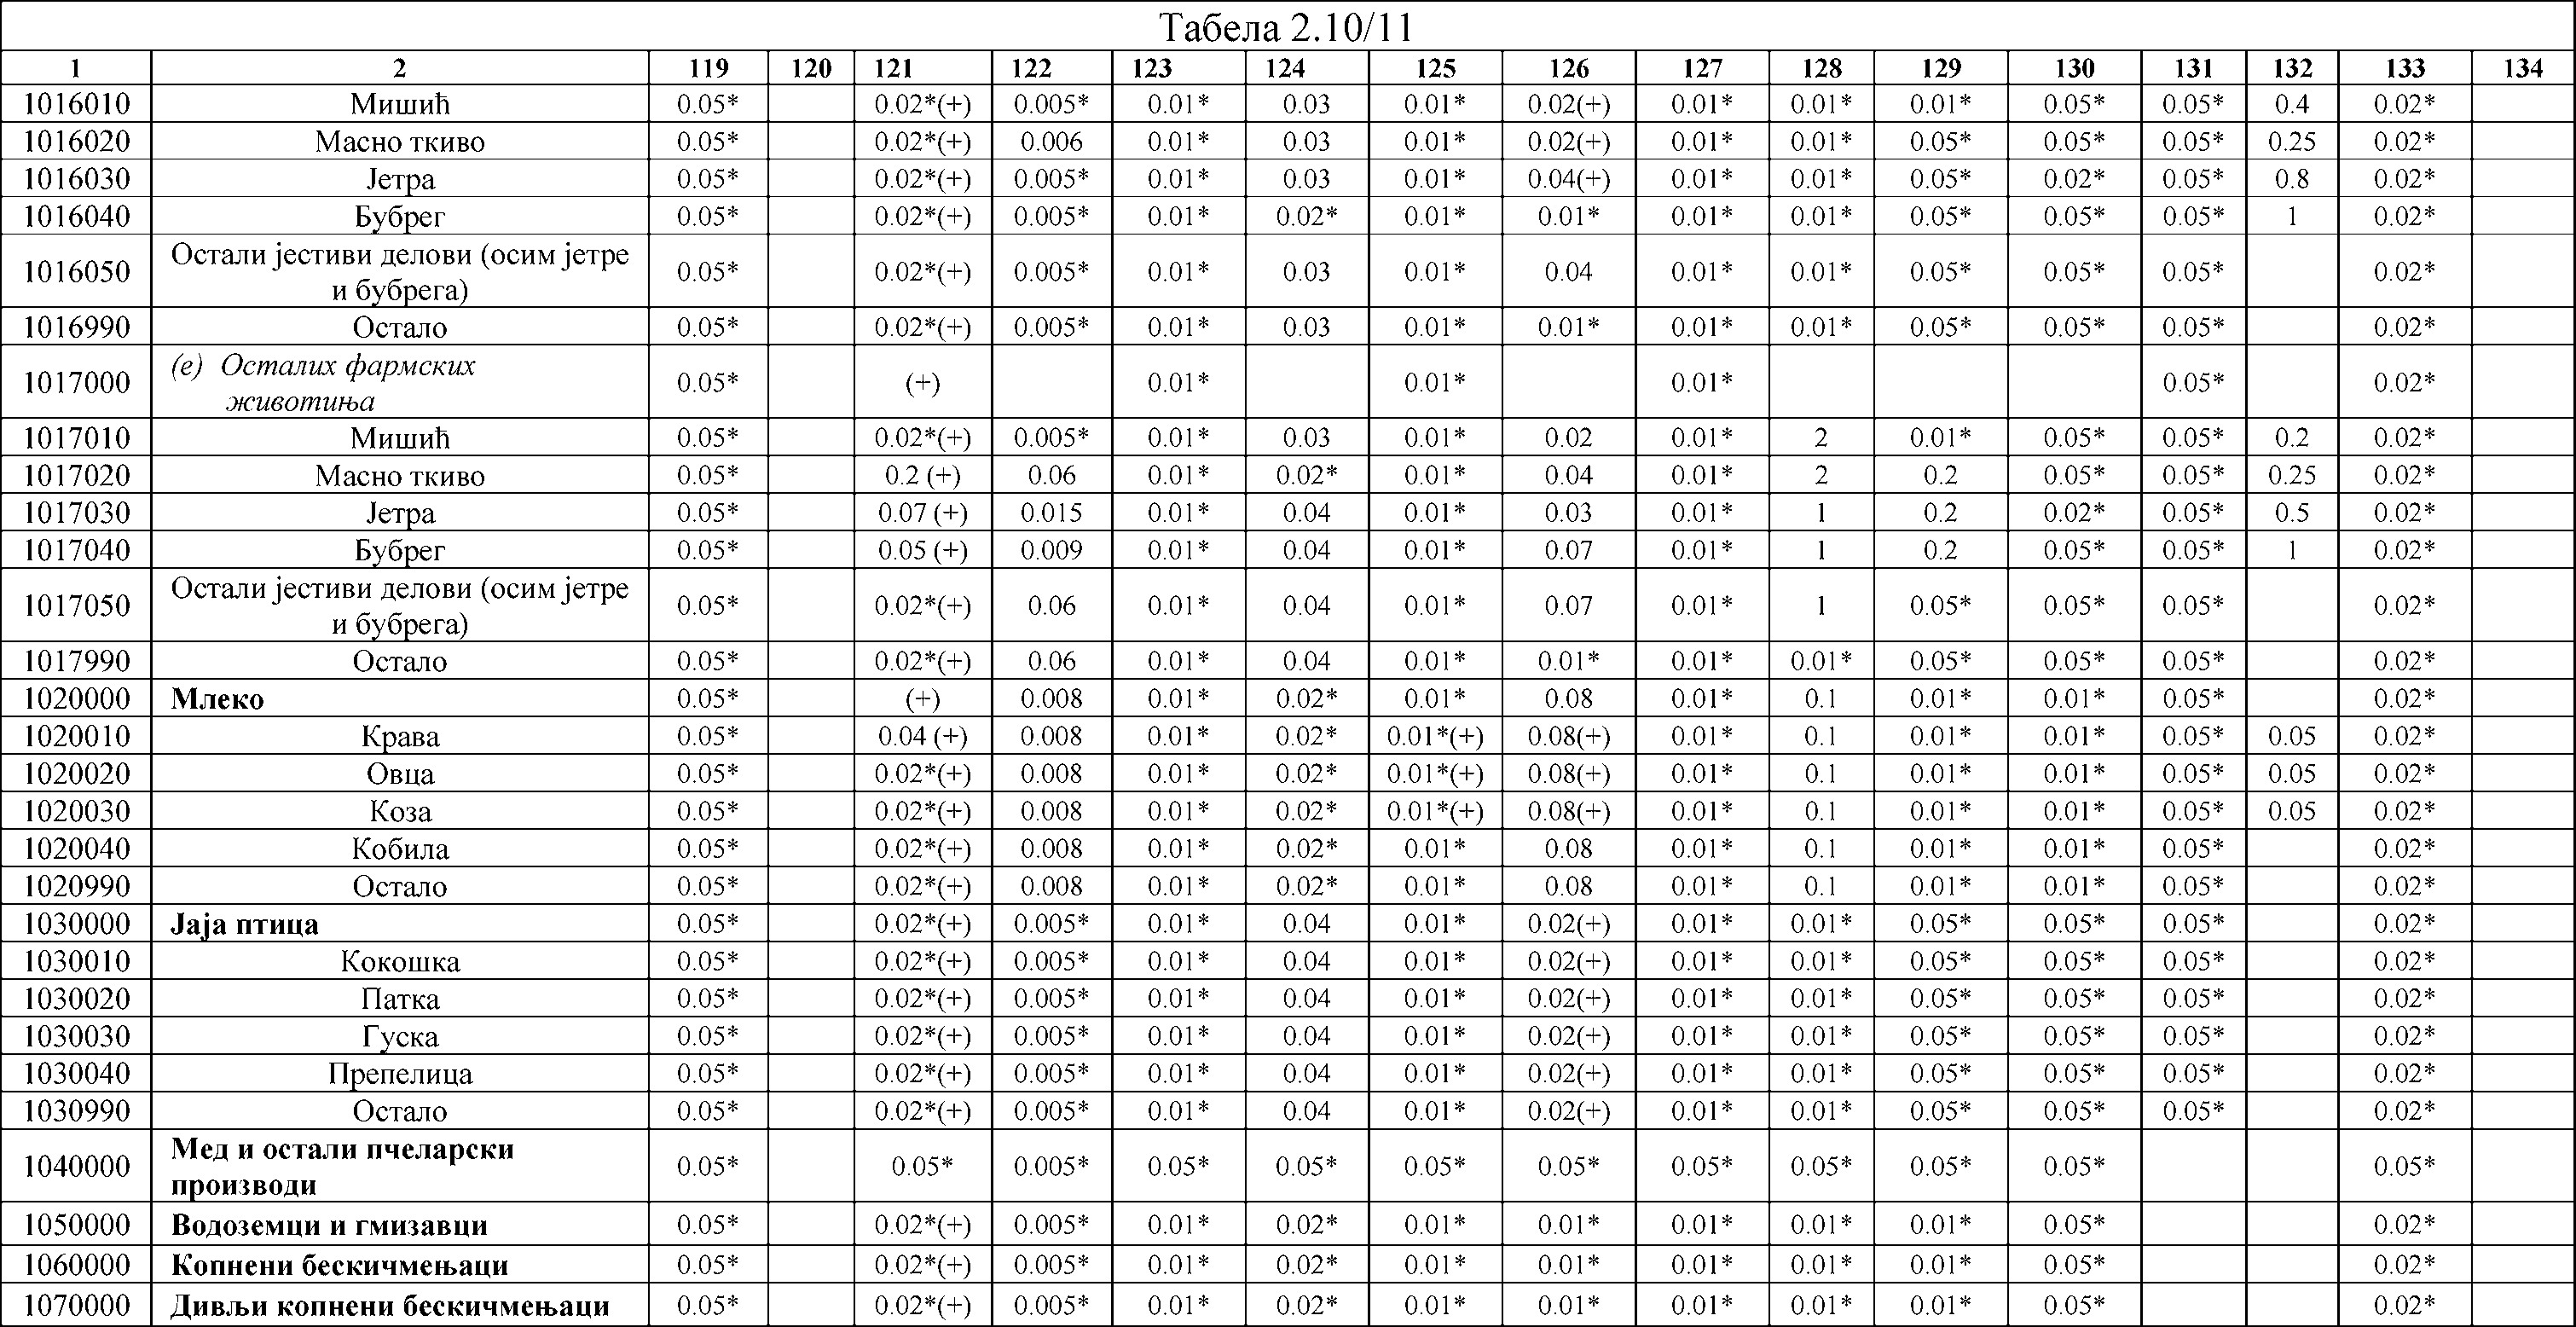 Табела 2.10/11
1 2 119 120 121 122 123 124 125 126 127 128 129 130 131 132 133 134
1016010 Мишић 0.05* 0.02*(+) 0.005* 0.01* 0.03 0.01* 0.02(+) 0.01* 0.01* 0.01* 0.05* 0.05* 0.4 0.02*
1016020 Масно ткиво 0.05* 0.02*(+) 0.006 0.01* 0.03 0.01* 0.02(+) 0.01* 0.01* 0.05* 0.05* 0.05* 0.25 0.02*
1016030 Јетра 0.05* 0.02*(+) 0.005* 0.01* 0.03 0.01* 0.04(+) 0.01* 0.01* 0.05* 0.02* 0.05* 0.8 0.02*
1016040 Бубрег 0.05* 0.02*(+) 0.005* 0.01* 0.02* 0.01* 0.01* 0.01* 0.01* 0.05* 0.05* 0.05* 1 0.02*
Остали јестиви делови (осим јетре
1016050 и бубрега) 0.05* 0.02*(+) 0.005* 0.01* 0.03 0.01* 0.04 0.01* 0.01* 0.05* 0.05* 0.05* 0.02*
1016990 Остало 0.05* 0.02*(+) 0.005* 0.01* 0.03 0.01* 0.01* 0.01* 0.01* 0.05* 0.05* 0.05* 0.02*
(е) Осталих фармских
1017000 животиња 0.05* (+) 0.01* 0.01* 0.01* 0.05* 0.02*
1017010 Мишић 0.05* 0.02*(+) 0.005* 0.01* 0.03 0.01* 0.02 0.01* 2 0.01* 0.05* 0.05* 0.2 0.02*
1017020 Масно ткиво 0.05* 0.2 (+) 0.06 0.01* 0.02* 0.01* 0.04 0.01* 2 0.2 0.05* 0.05* 0.25 0.02*
1017030 Јетра 0.05* 0.07 (+) 0.015 0.01* 0.04 0.01* 0.03 0.01* 1 0.2 0.02* 0.05* 0.5 0.02*
1017040 Бубрег 0.05* 0.05 (+) 0.009 0.01* 0.04 0.01* 0.07 0.01* 1 0.2 0.05* 0.05* 1 0.02*
Остали јестиви делови (осим јетре
1017050 и бубрега) 0.05* 0.02*(+) 0.06 0.01* 0.04 0.01* 0.07 0.01* 1 0.05* 0.05* 0.05* 0.02*
1017990 Остало 0.05* 0.02*(+) 0.06 0.01* 0.04 0.01* 0.01* 0.01* 0.01* 0.05* 0.05* 0.05* 0.02*
1020000 Млеко 0.05* (+) 0.008 0.01* 0.02* 0.01* 0.08 0.01* 0.1 0.01* 0.01* 0.05* 0.02*
1020010 Крава 0.05* 0.04 (+) 0.008 0.01* 0.02* 0.01*(+) 0.08(+) 0.01* 0.1 0.01* 0.01* 0.05* 0.05 0.02*
1020020 Овца 0.05* 0.02*(+) 0.008 0.01* 0.02* 0.01*(+) 0.08(+) 0.01* 0.1 0.01* 0.01* 0.05* 0.05 0.02*
1020030 Коза 0.05* 0.02*(+) 0.008 0.01* 0.02* 0.01*(+) 0.08(+) 0.01* 0.1 0.01* 0.01* 0.05* 0.05 0.02*
1020040 Кобила 0.05* 0.02*(+) 0.008 0.01* 0.02* 0.01* 0.08 0.01* 0.1 0.01* 0.01* 0.05* 0.02*
1020990 Остало 0.05* 0.02*(+) 0.008 0.01* 0.02* 0.01* 0.08 0.01* 0.1 0.01* 0.01* 0.05* 0.02*
1030000 Јаја птица 0.05* 0.02*(+) 0.005* 0.01* 0.04 0.01* 0.02(+) 0.01* 0.01* 0.05* 0.05* 0.05* 0.02*
1030010 Кокошка 0.05* 0.02*(+) 0.005* 0.01* 0.04 0.01* 0.02(+) 0.01* 0.01* 0.05* 0.05* 0.05* 0.02*
1030020 Патка 0.05* 0.02*(+) 0.005* 0.01* 0.04 0.01* 0.02(+) 0.01* 0.01* 0.05* 0.05* 0.05* 0.02*
1030030 Гуска 0.05* 0.02*(+) 0.005* 0.01* 0.04 0.01* 0.02(+) 0.01* 0.01* 0.05* 0.05* 0.05* 0.02*
1030040 Препелица 0.05* 0.02*(+) 0.005* 0.01* 0.04 0.01* 0.02(+) 0.01* 0.01* 0.05* 0.05* 0.05* 0.02*
1030990 Остало 0.05* 0.02*(+) 0.005* 0.01* 0.04 0.01* 0.02(+) 0.01* 0.01* 0.05* 0.05* 0.05* 0.02*
Мед и остали пчеларски
1040000 производи 0.05* 0.05* 0.005* 0.05* 0.05* 0.05* 0.05* 0.05* 0.05* 0.05* 0.05* 0.05*
1050000 Водоземци и гмизавци 0.05* 0.02*(+) 0.005* 0.01* 0.02* 0.01* 0.01* 0.01* 0.01* 0.01* 0.05* 0.02*
1060000 Копнени бескичмењаци 0.05* 0.02*(+) 0.005* 0.01* 0.02* 0.01* 0.01* 0.01* 0.01* 0.01* 0.05* 0.02*
1070000 Дивљи копнени бескичмењаци 0.05* 0.02*(+) 0.005* 0.01* 0.02* 0.01* 0.01* 0.01* 0.01* 0.01* 0.05* 0.02*